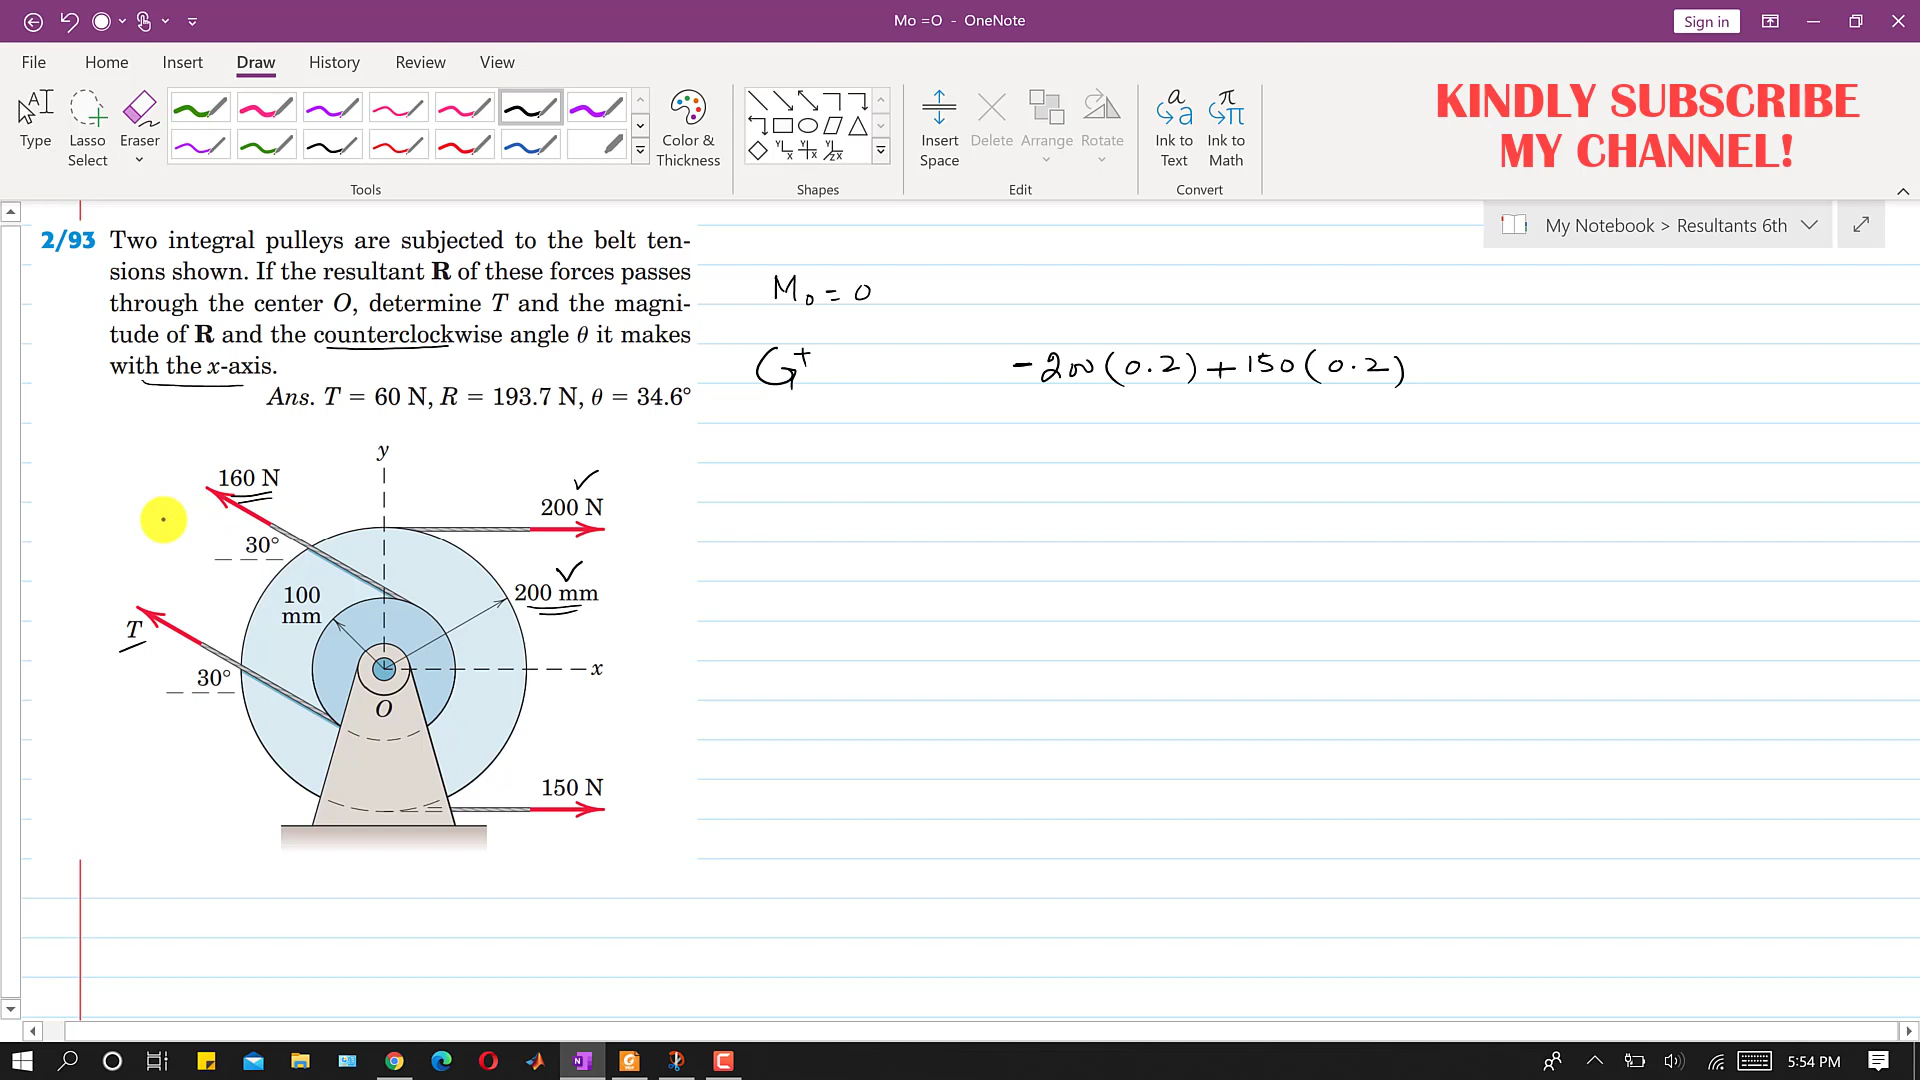 Mo =O - OneNote
Sign in
File Home Insert Draw History Review View
KINDLY SUBSCRIBE
MY CHANNEL!
Type
Lasso
Select
Eraser
Color &
Thickness
Insert
Space
Delete
Arrange
Rotate
Ink to
Text
Ink to
Math
Tools Shapes Edit Convert
My Notebook > Resultants 6th
2/93 Two integral pulleys are subjected to the belt ten-
sions shown. If the resultant R of these forces passes
through the center O, determine T and the magni-
tude of R and the counterclockwise angle θ it makes
with the x-axis.
Ans. T = 60 N, R = 193.7 N, θ = 34.6°
M₀ = 0
+
-200(0.2)+150(0.2)
y
160 N
200 N
30°
100
mm
200 mm
T
30°
x
O
150 N
5:54 PM